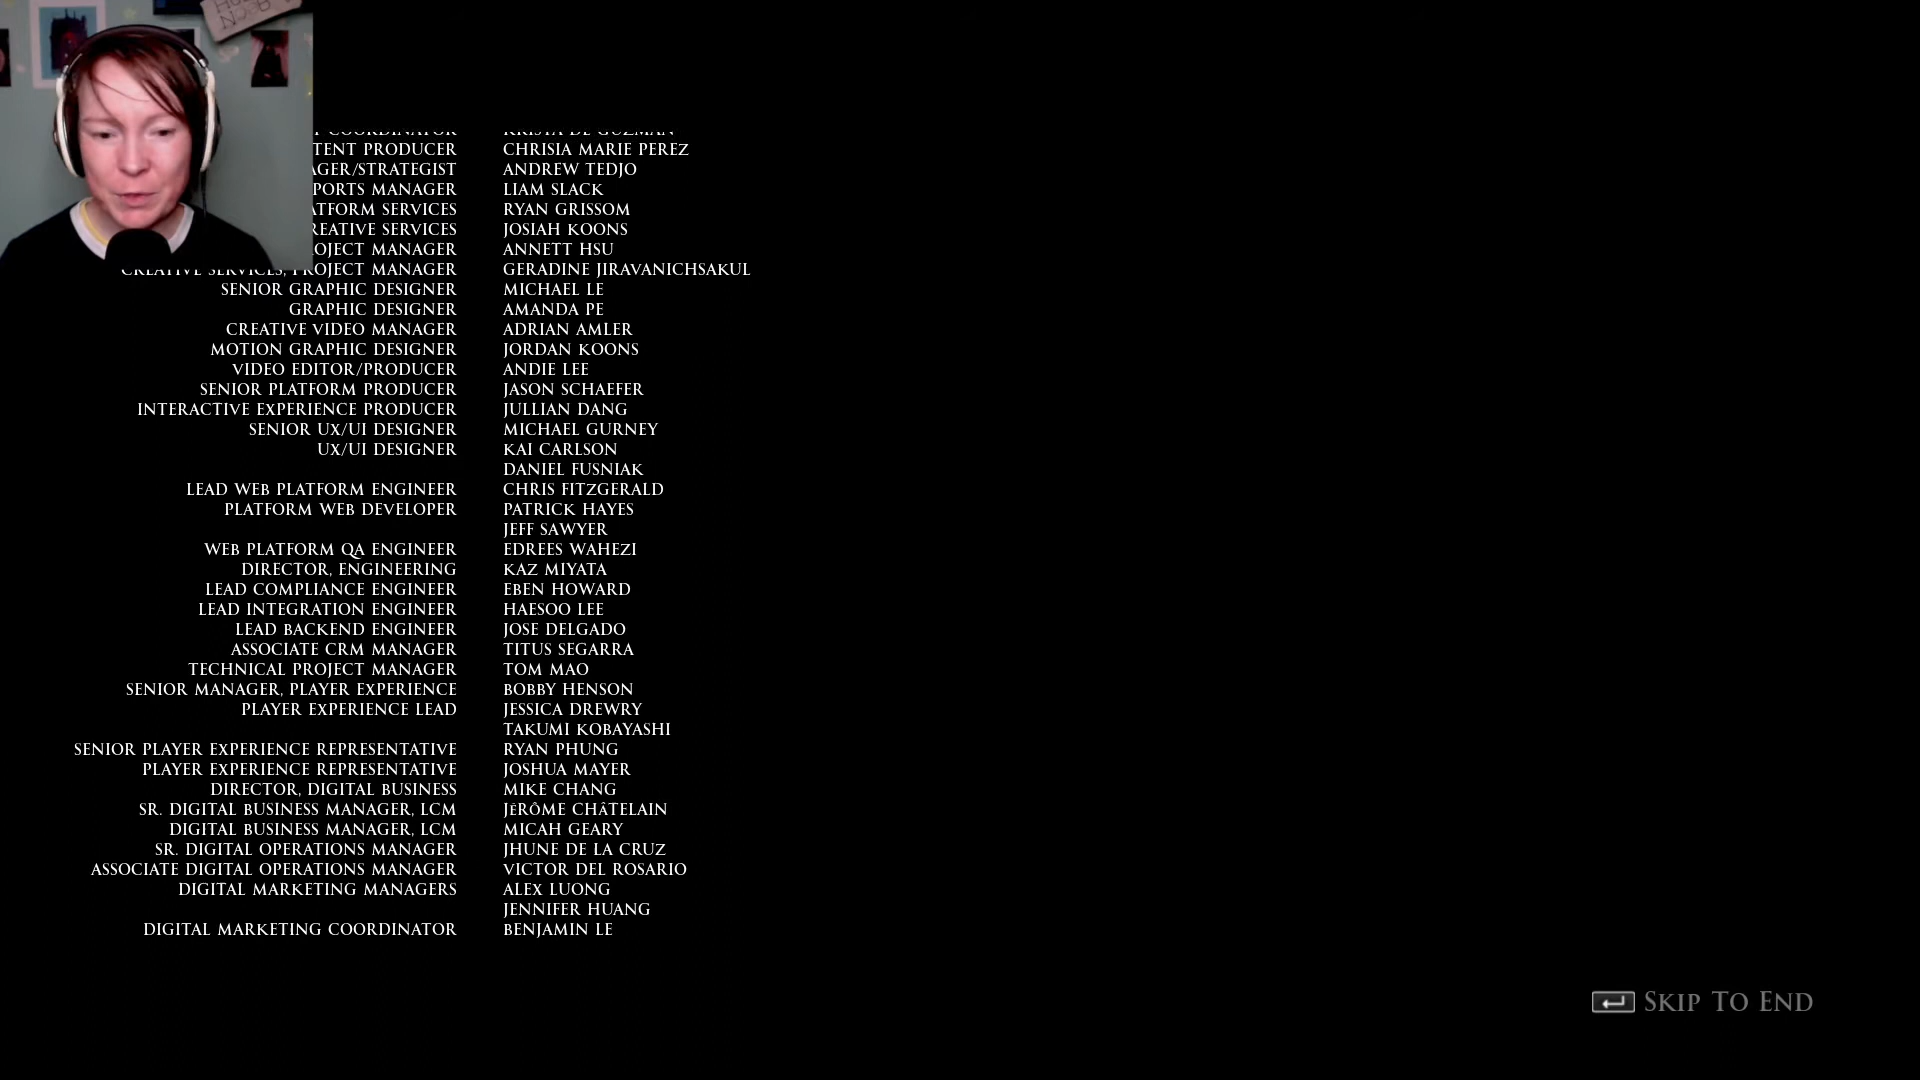 COORDINATOR KRISTA DE GUZMAN
TENT PRODUCER CHRISIA MARIE PEREZ
AGER/STRATEGIST ANDREW TEDJO
PORTS MANAGER LIAM SLACK
ATFORM SERVICES RYAN GRISSOM
REATIVE SERVICES JOSIAH KOONS
OJECT MANAGER ANNETT HSU
CREATIVE SERVICES, PROJECT MANAGER GERADINE JIRAVANICHSAKUL
SENIOR GRAPHIC DESIGNER MICHAEL LE
GRAPHIC DESIGNER AMANDA PE
CREATIVE VIDEO MANAGER ADRIAN AMLER
MOTION GRAPHIC DESIGNER JORDAN KOONS
VIDEO EDITOR/PRODUCER ANDIE LEE
SENIOR PLATFORM PRODUCER JASON SCHAEFER
INTERACTIVE EXPERIENCE PRODUCER JULLIAN DANG
SENIOR UX/UI DESIGNER MICHAEL GURNEY
UX/UI DESIGNER KAI CARLSON
DANIEL FUSNIAK
LEAD WEB PLATFORM ENGINEER CHRIS FITZGERALD
PLATFORM WEB DEVELOPER PATRICK HAYES
JEFF SAWYER
WEB PLATFORM QA ENGINEER EDREES WAHEZI
DIRECTOR, ENGINEERING KAZ MIYATA
LEAD COMPLIANCE ENGINEER EBEN HOWARD
LEAD INTEGRATION ENGINEER HAESOO LEE
LEAD BACKEND ENGINEER JOSE DELGADO
ASSOCIATE CRM MANAGER TITUS SEGARRA
TECHNICAL PROJECT MANAGER TOM MAO
SENIOR MANAGER, PLAYER EXPERIENCE BOBBY HENSON
PLAYER EXPERIENCE LEAD JESSICA DREWRY
TAKUMI KOBAYASHI
SENIOR PLAYER EXPERIENCE REPRESENTATIVE RYAN PHUNG
PLAYER EXPERIENCE REPRESENTATIVE JOSHUA MAYER
DIRECTOR, DIGITAL BUSINESS MIKE CHANG
SR. DIGITAL BUSINESS MANAGER, LCM JÉRÔME CHÂTELAIN
DIGITAL BUSINESS MANAGER, LCM MICAH GEARY
SR. DIGITAL OPERATIONS MANAGER JHUNE DE LA CRUZ
ASSOCIATE DIGITAL OPERATIONS MANAGER VICTOR DEL ROSARIO
DIGITAL MARKETING MANAGERS ALEX LUONG
JENNIFER HUANG
DIGITAL MARKETING COORDINATOR BENJAMIN LE
SKIP TO END